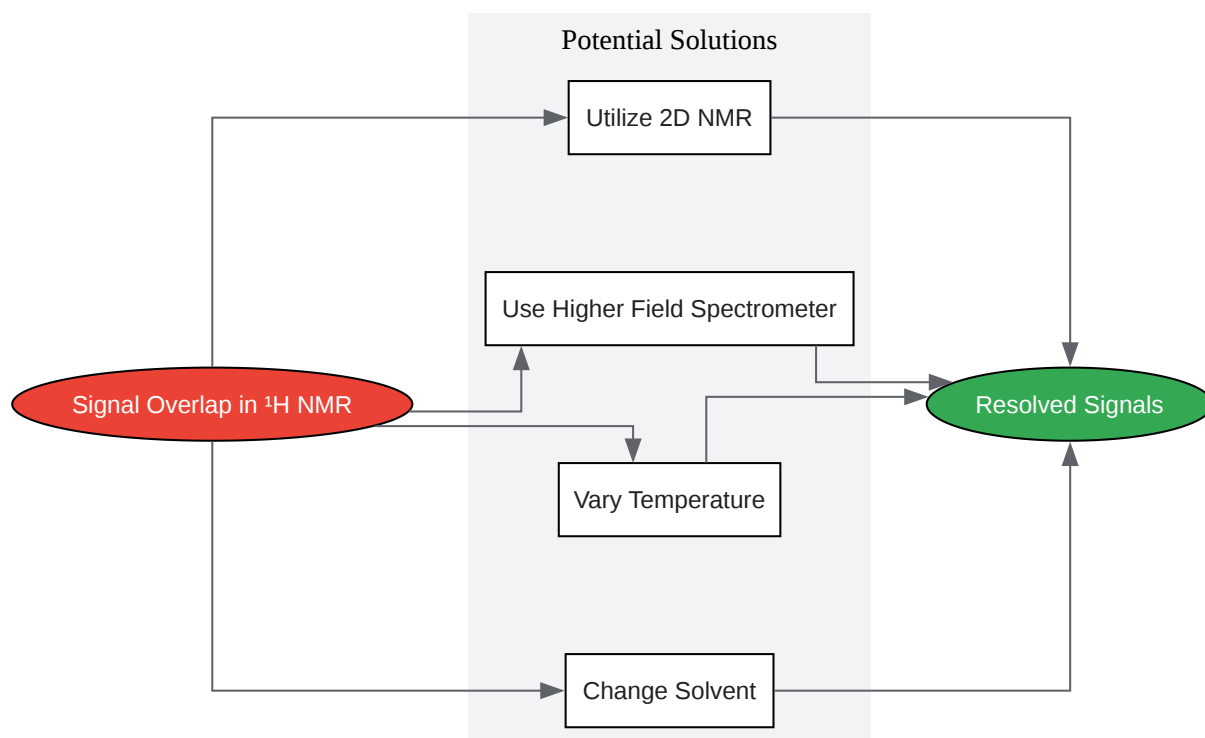 Potential Solutions
Utilize 2D NMR
Use Higher Field Spectrometer
Signal Overlap in ¹H NMR
Resolved Signals
Vary Temperature
Change Solvent